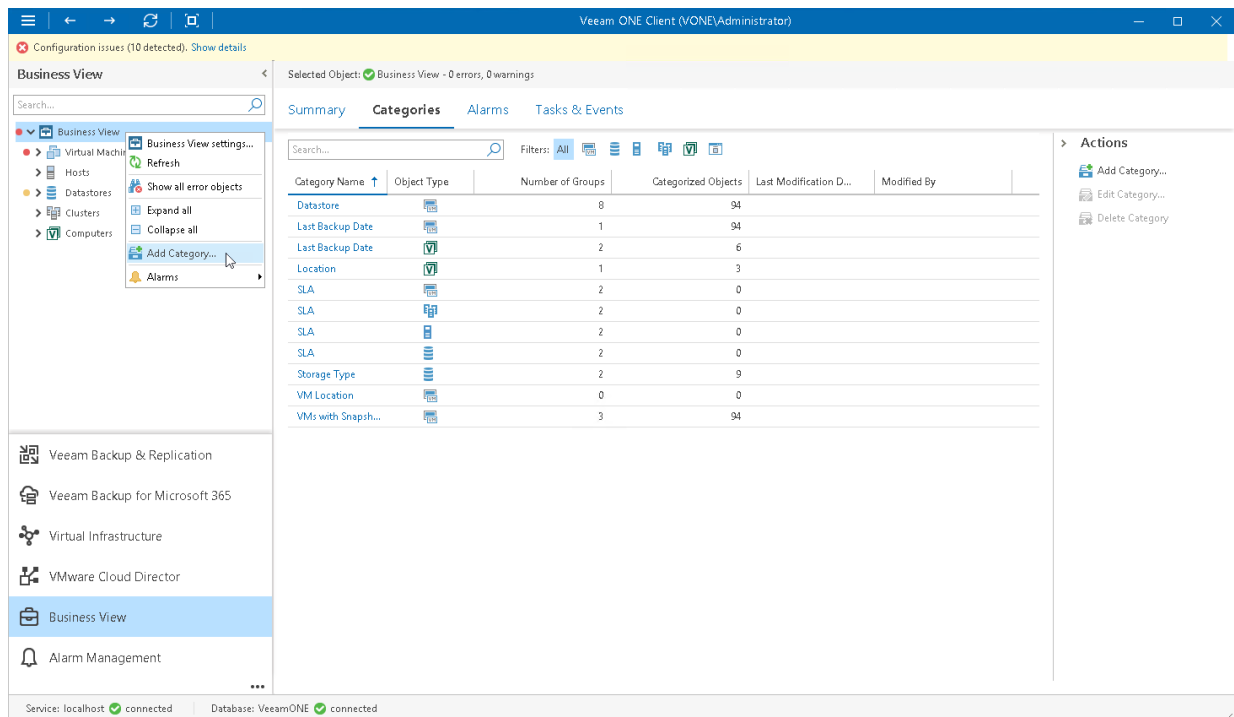 Veeam ONE Client (VONE\Administrator)
Configuration issues (10 detected). Show details
Business View
Search...
Business View
Virtual Machin
Hosts
Datastores
Clusters
Computers
Business View settings...
Refresh
Show all error objects
Expand all
Collapse all
Add Category...
Alarms
Veeam Backup & Replication
Veeam Backup for Microsoft 365
Virtual Infrastructure
VMware Cloud Director
Business View
Alarm Management
Selected Object: Business View - 0 errors, 0 warnings
Summary Categories Alarms Tasks & Events
Search... Filters: All
Category Name Object Type Number of Groups Categorized Objects Last Modification D... Modified By
Datastore 8 94
Last Backup Date 1 94
Last Backup Date 2 6
Location 1 3
SLA 2 0
SLA 2 0
SLA 2 0
SLA 2 0
Storage Type 2 9
VM Location 0 0
VMs with Snapsh... 3 94
Actions
Add Category...
Edit Category...
Delete Category
Service: localhost connected Database: VeeamONE connected